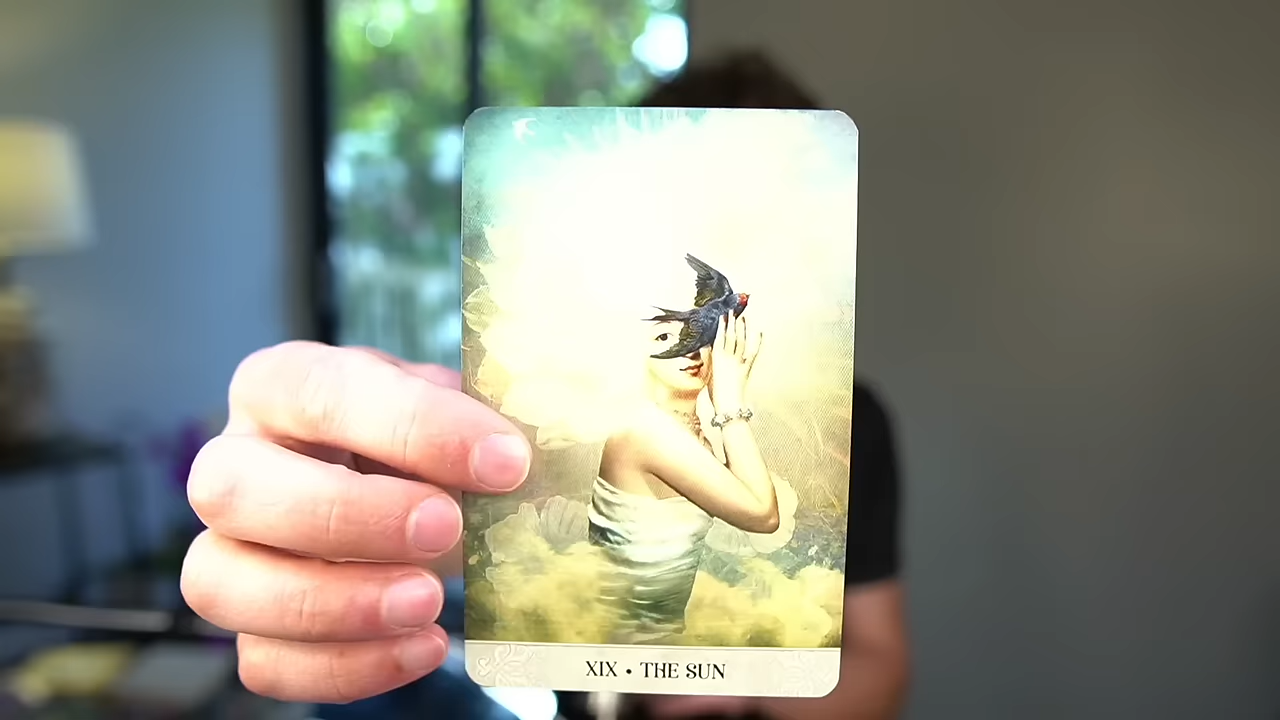 XIX • THE SUN